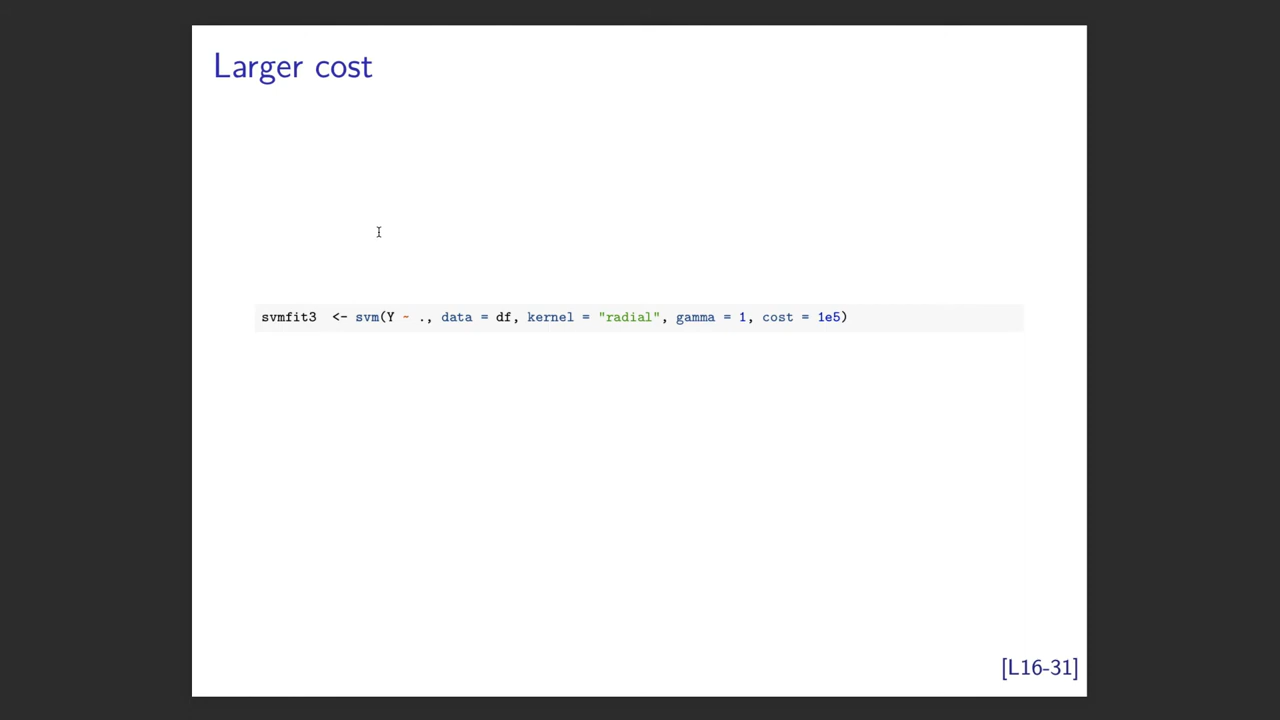 Larger cost
svmfit3 <- svm(Y ~ ., data = df, kernel = "radial", gamma = 1, cost = 1e5)
[L16-31]